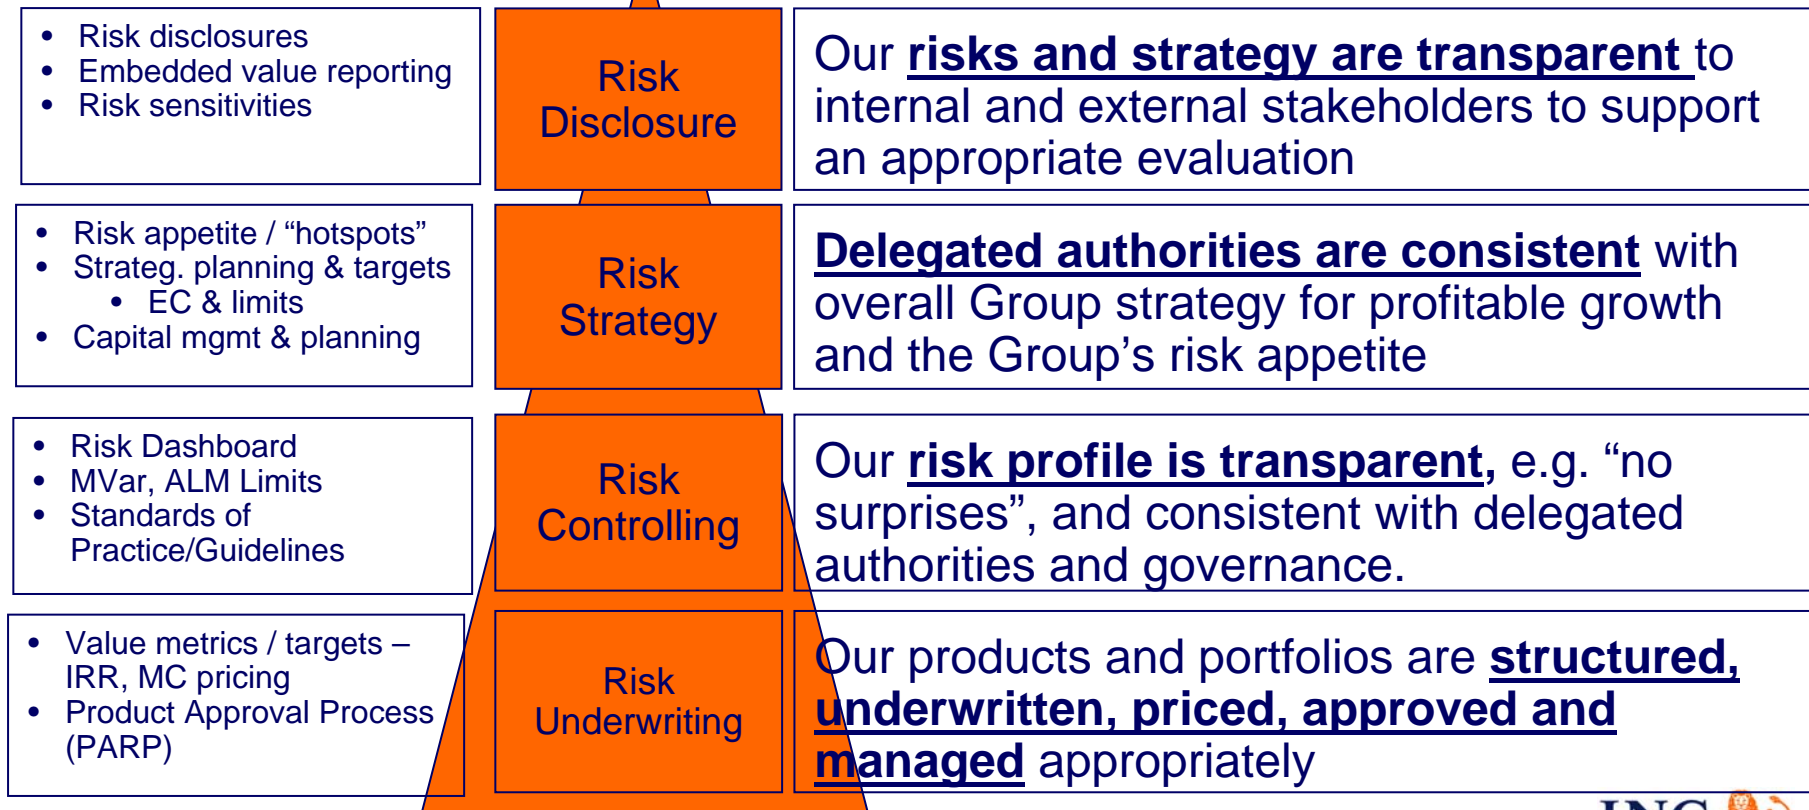 • Risk disclosures
• Embedded value reporting
• Risk sensitivities
Risk
Disclosure
Our risks and strategy are transparent to
internal and external stakeholders to support
an appropriate evaluation
• Risk appetite / “hotspots”
• Strateg. planning & targets
• EC & limits
• Capital mgmt & planning
Risk
Strategy
Delegated authorities are consistent with
overall Group strategy for profitable growth
and the Group’s risk appetite
• Risk Dashboard
• MVar, ALM Limits
• Standards of
Practice/Guidelines
Risk
Controlling
Our risk profile is transparent, e.g. “no
surprises”, and consistent with delegated
authorities and governance.
• Value metrics / targets –
IRR, MC pricing
• Product Approval Process
(PARP)
Risk
Underwriting
Our products and portfolios are structured,
underwritten, priced, approved and
managed appropriately
ING